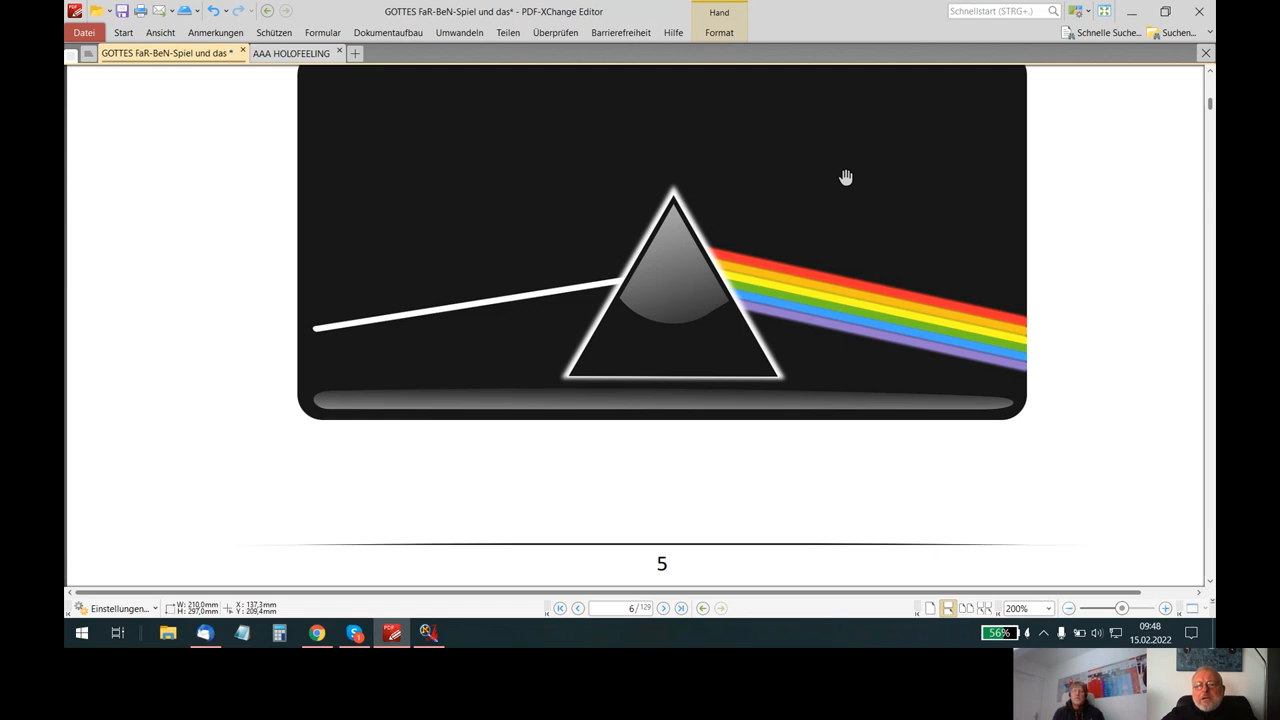 GOTTES FaR-BeN-Spiel und das* - PDF-XChange Editor
Hand
Schnellstart (STRG+.)
Datei Start Ansicht Anmerkungen Schützen Formular Dokumentaufbau Umwandeln Teilen Überprüfen Barrierefreiheit Hilfe Format Schnelle Suche... Suchen...
GOTTES FaR-BeN-Spiel und das * AAA HOLOFEELING
5
Einstellungen... W: 210,0mm X: 137,3mm 6 / 129 200%
H: 297,0mm Y: 209,4mm
56% 09:48
15.02.2022